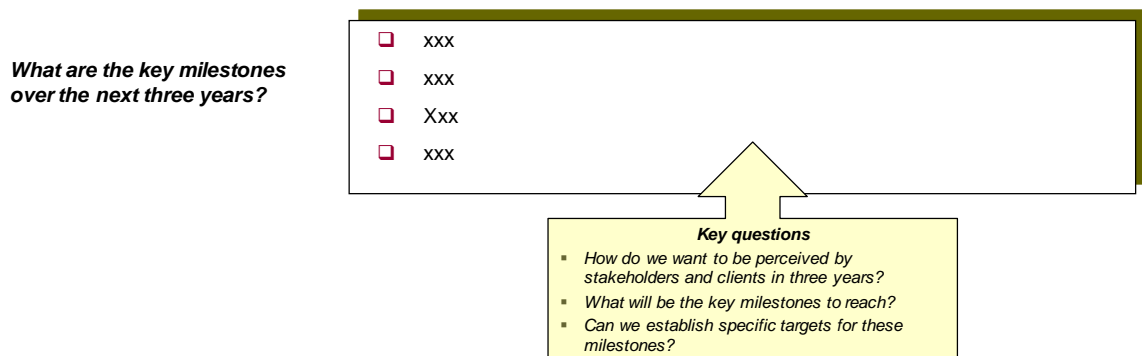 What are the key milestones
over the next three years?
❑ xxx
❑ xxx
❑ Xxx
❑ xxx
Key questions
▪ How do we want to be perceived by
stakeholders and clients in three years?
▪ What will be the key milestones to reach?
▪ Can we establish specific targets for these
milestones?